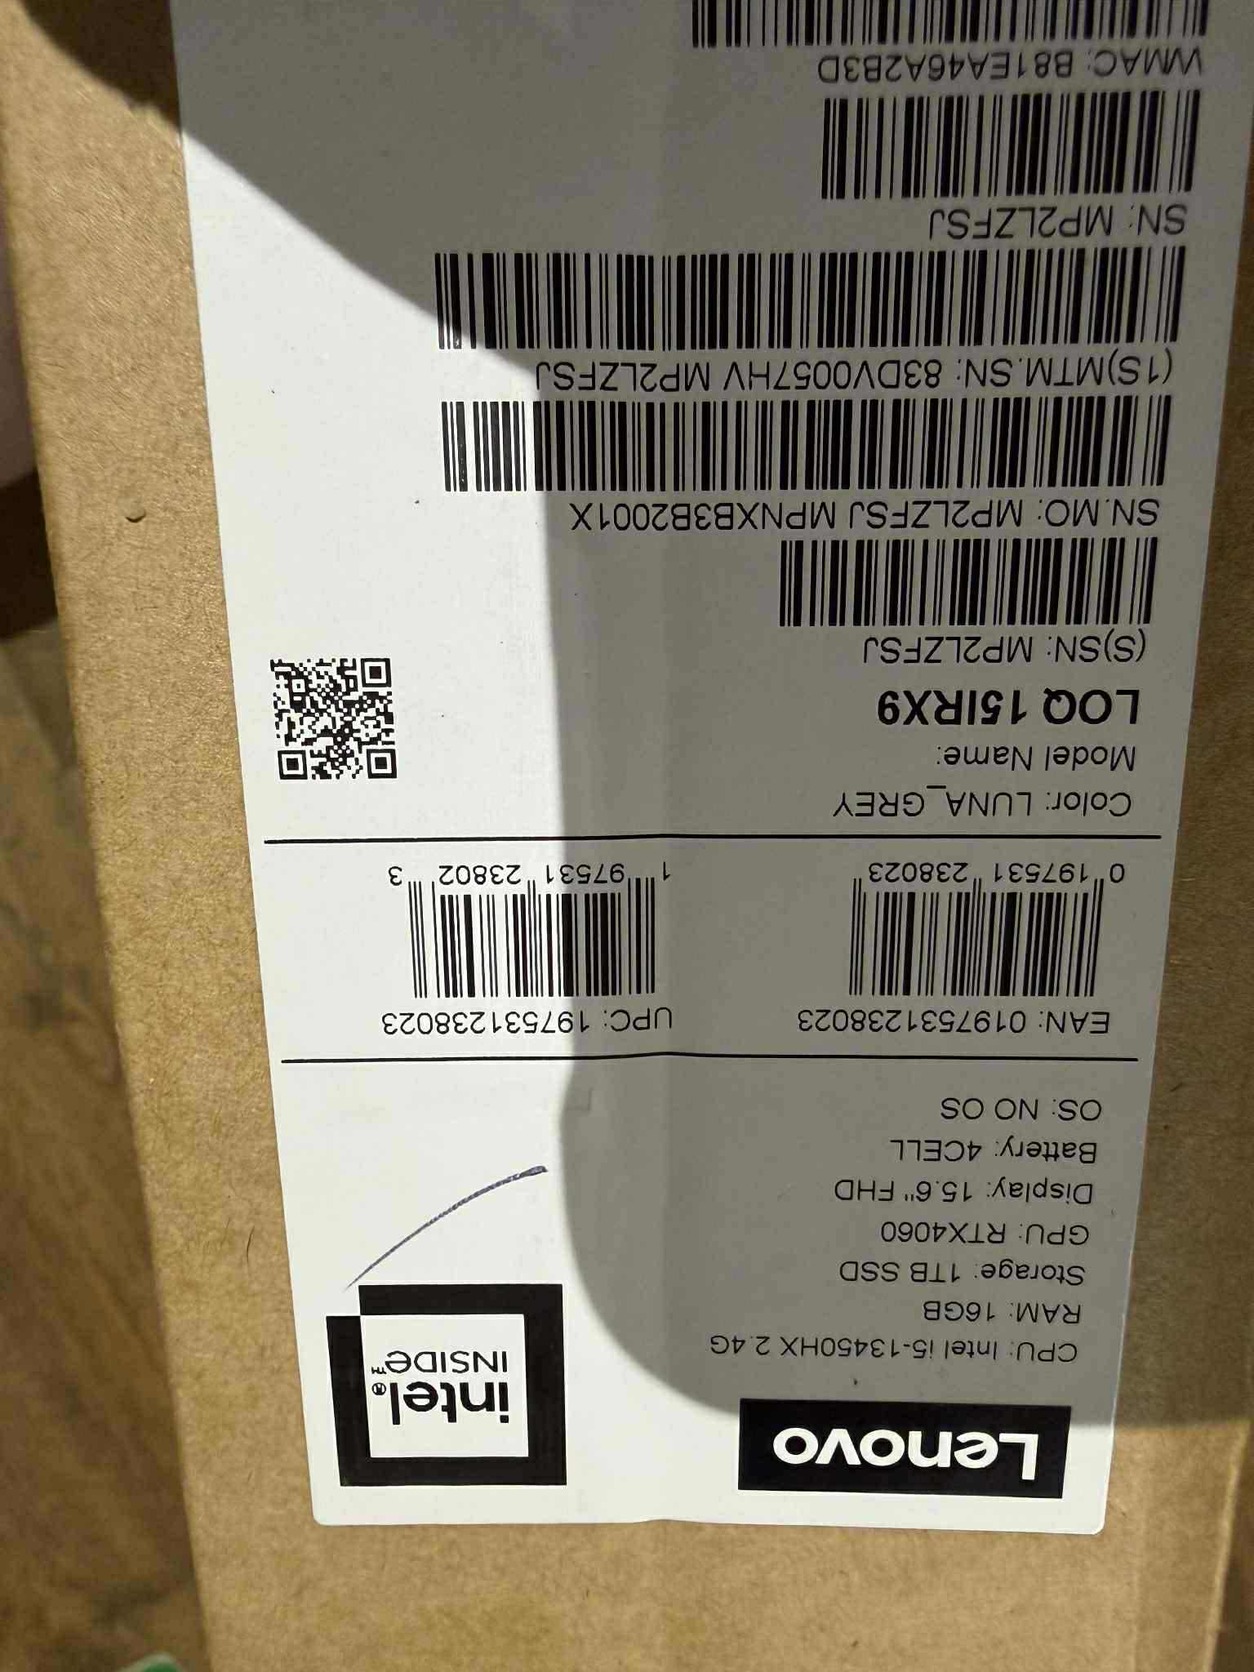 Lenovo
intel®
INSIDE™
CPU: Intel i5-13450HX 2.4G
RAM: 16GB
Storage: 1TB SSD
GPU: RTX4060
Display: 15.6" FHD
Battery: 4CELL
OS: NO OS
EAN: 0197531238023
UPC: 197531238023
0 197531 238023
1 97531 23802 3
Color: LUNA_GREY
Model Name:
LOQ 15IRX9
(S)SN: MP2LZFSJ
SN.MO: MP2LZFSJ MPNXB3B2001X
(1S)MTM.SN: 83DV0057HV MP2LZFSJ
SN: MP2LZFSJ
WMAC: B81EA46A2B3D